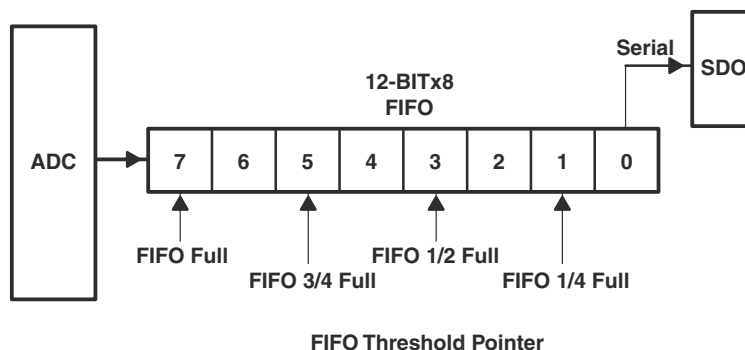 Serial
SDO
12-BITx8
FIFO
ADC
7 6 5 4 3 2 1 0
FIFO Full
FIFO 1/2 Full
FIFO 3/4 Full
FIFO 1/4 Full
FIFO Threshold Pointer